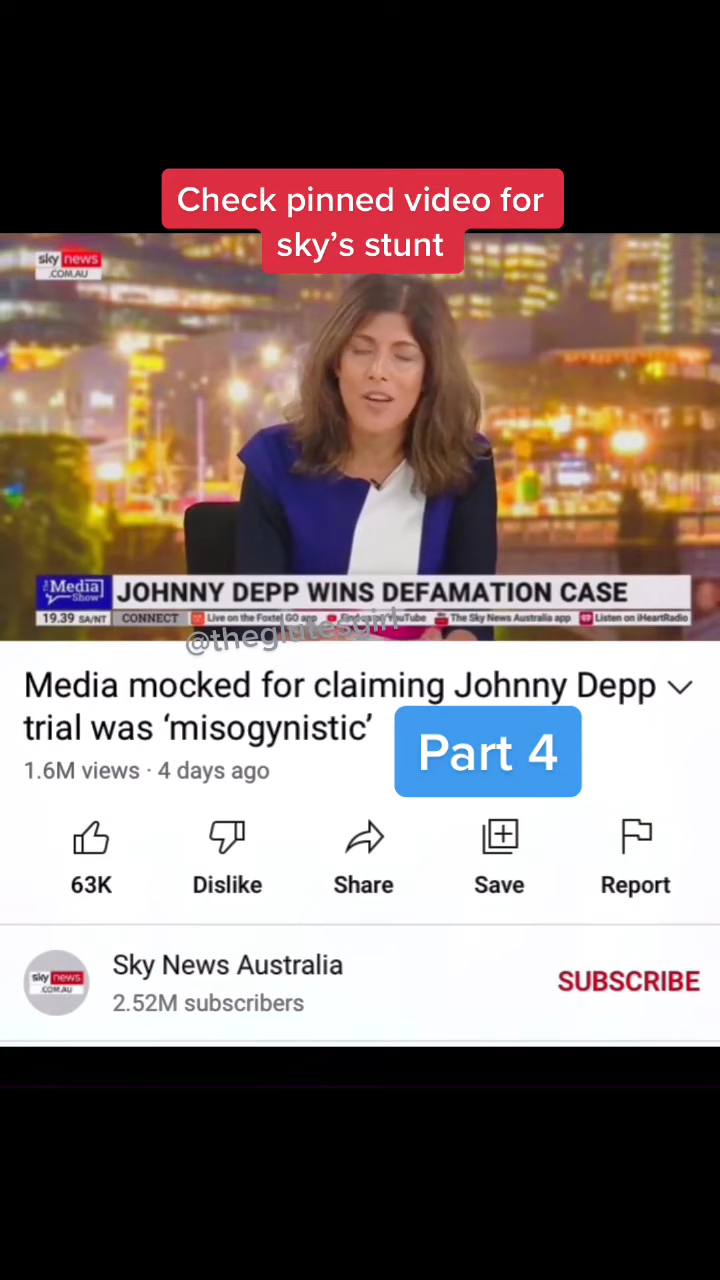 Check pinned video for
sky's stunt
sky news
.COM.AU
The Media Show
JOHNNY DEPP WINS DEFAMATION CASE
19.39 SA/NT CONNECT Live on the Foxtel GO app YouTube The Sky News Australia app Listen on iHeartRadio
@theglutesgirl
Media mocked for claiming Johnny Depp
trial was ‘misogynistic’
Part 4
1.6M views · 4 days ago
63K Dislike Share Save Report
sky news
.COM.AU
Sky News Australia
SUBSCRIBE
2.52M subscribers